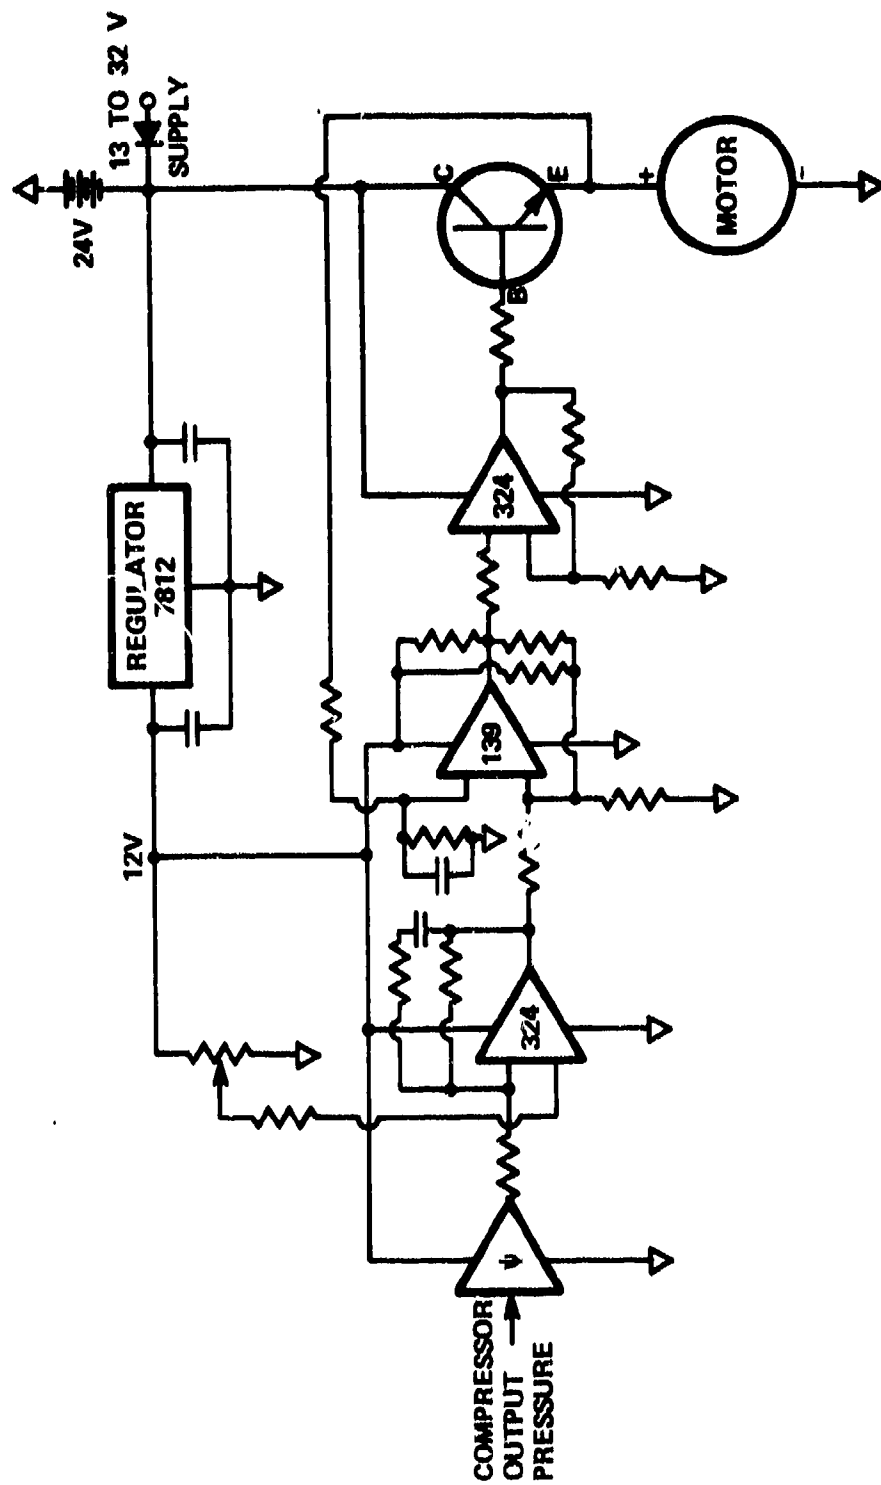 24V
13 TO 32 V
SUPPLY
REGULATOR
7812
12V
C
B
E
+
MOTOR
-
324
139
324
ψ
COMPRESSOR
OUTPUT
PRESSURE